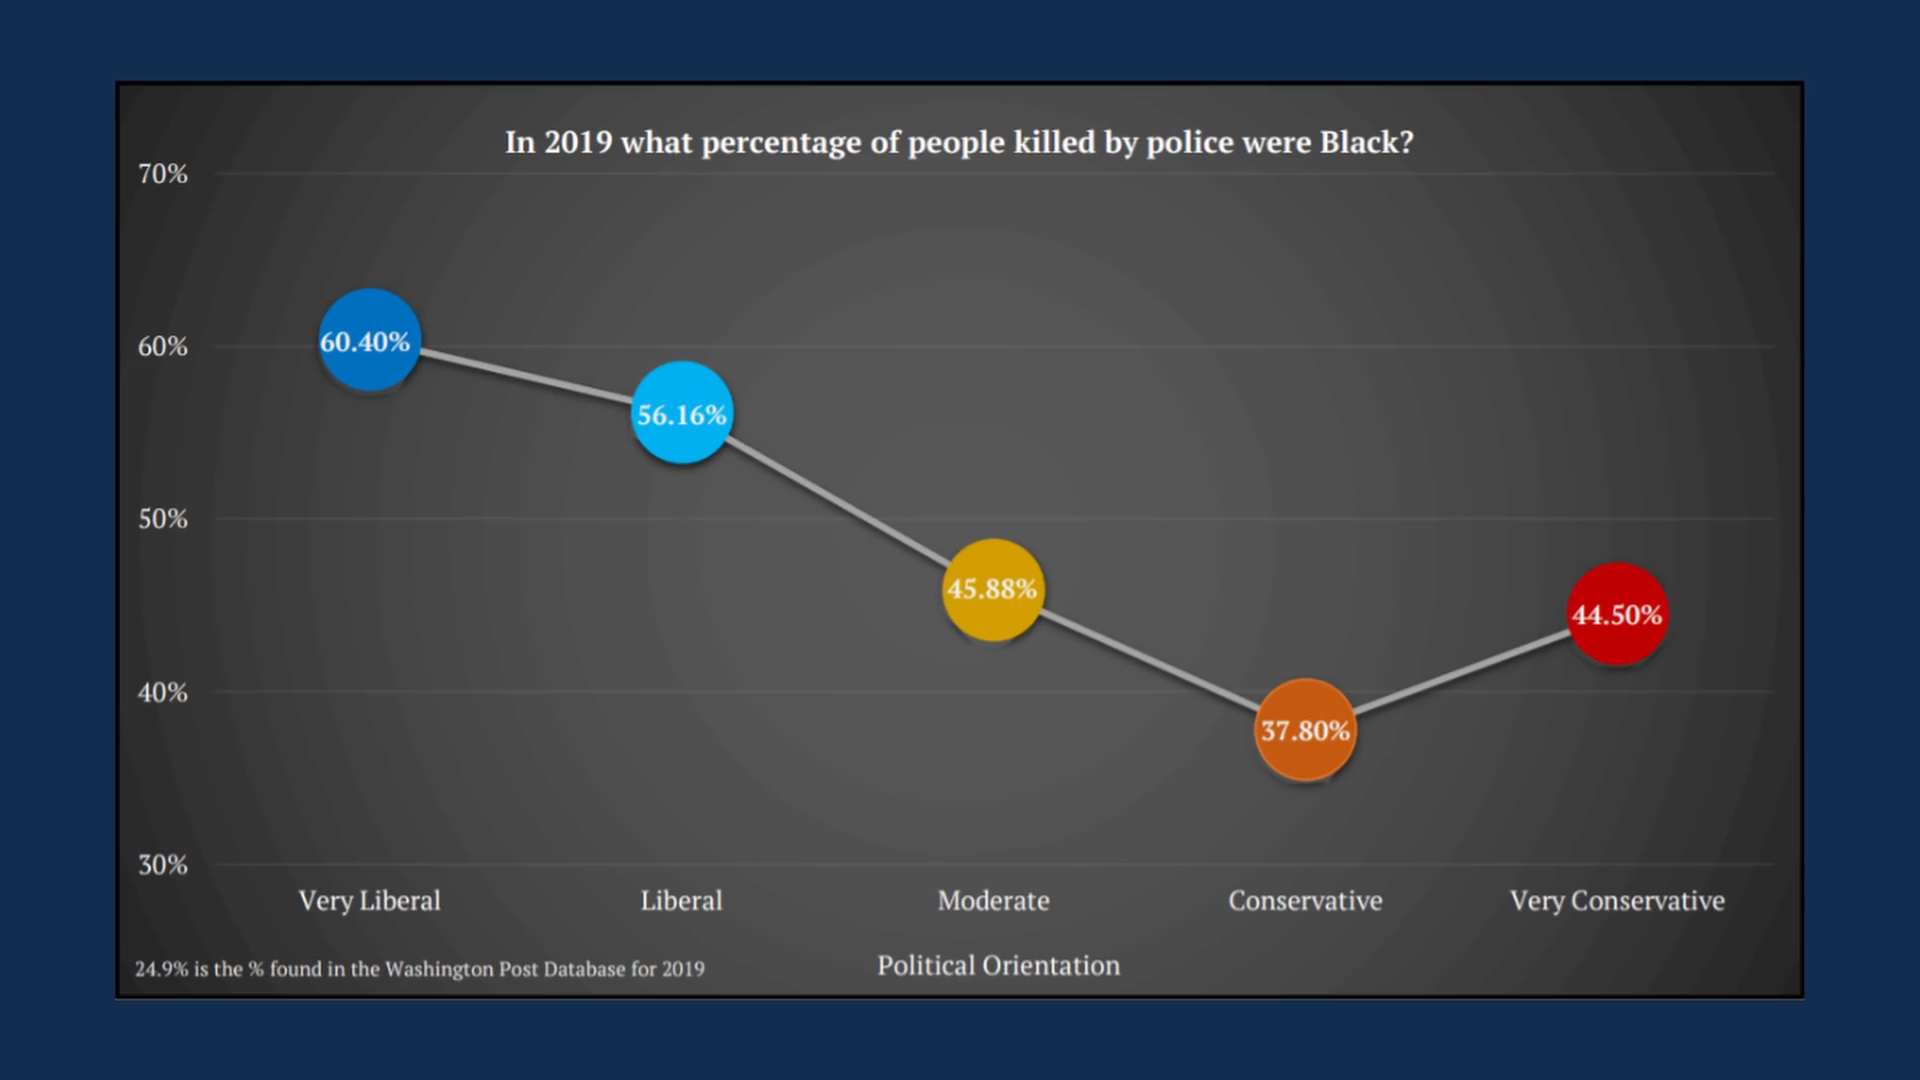 In 2019 what percentage of people killed by police were Black?
70%
60%
50%
40%
30%
60.40%
56.16%
45.88%
37.80%
44.50%
Very Liberal
Liberal
Moderate
Conservative
Very Conservative
Political Orientation
24.9% is the % found in the Washington Post Database for 2019